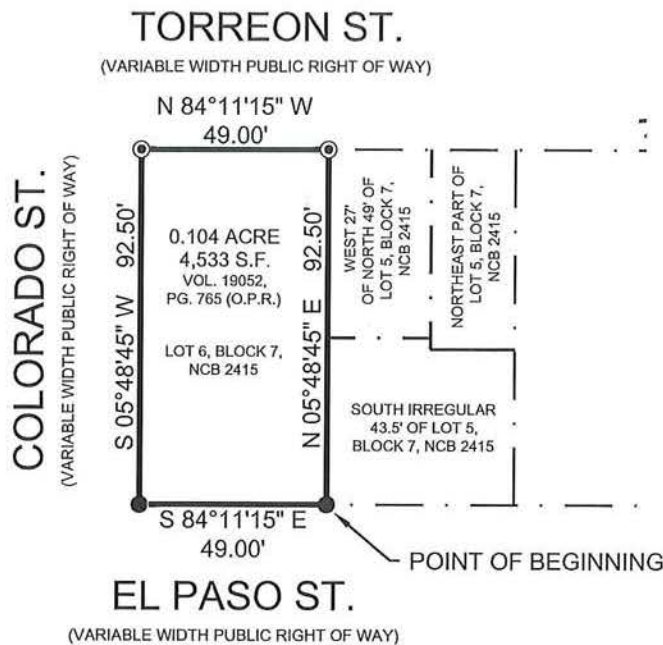 TORREON ST.
(VARIABLE WIDTH PUBLIC RIGHT OF WAY)
N 84°11'15" W
49.00'
COLORADO ST.
(VARIABLE WIDTH PUBLIC RIGHT OF WAY)
S 05°48'45" W 92.50'
0.104 ACRE
4,533 S.F.
VOL. 19052,
PG. 765 (O.P.R.)
LOT 6, BLOCK 7,
NCB 2415
N 05°48'45" E 92.50'
WEST 27'
OF NORTH 49' OF
LOT 5, BLOCK 7,
NCB 2415
NORTHEAST PART OF
LOT 5, BLOCK 7,
NCB 2415
SOUTH IRREGULAR
43.5' OF LOT 5,
BLOCK 7, NCB 2415
S 84°11'15" E
49.00'
POINT OF BEGINNING
EL PASO ST.
(VARIABLE WIDTH PUBLIC RIGHT OF WAY)